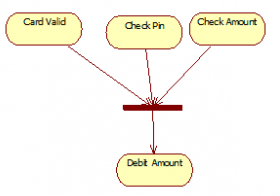 Card Valid
Check Pin
Check Amount
Debit Amount